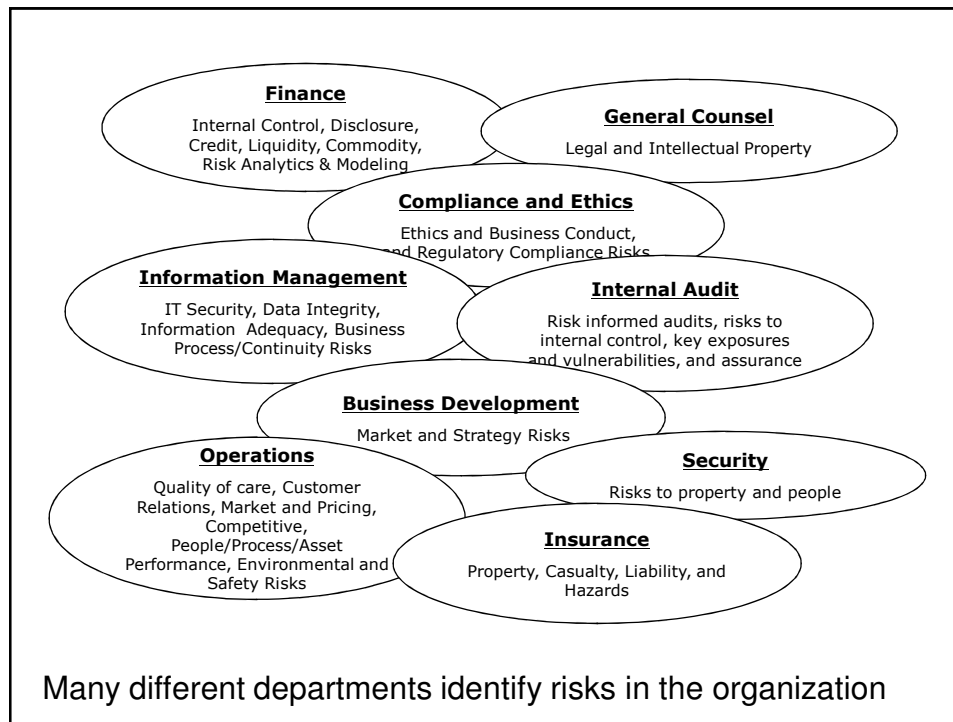 Finance
Internal Control, Disclosure,
Credit, Liquidity, Commodity,
Risk Analytics & Modeling
General Counsel
Legal and Intellectual Property
Compliance and Ethics
Ethics and Business Conduct,
and Regulatory Compliance Risks
Information Management
IT Security, Data Integrity,
Information Adequacy, Business
Process/Continuity Risks
Internal Audit
Risk informed audits, risks to
internal control, key exposures
and vulnerabilities, and assurance
Business Development
Market and Strategy Risks
Operations
Quality of care, Customer
Relations, Market and Pricing,
Competitive,
People/Process/Asset
Performance, Environmental and
Safety Risks
Security
Risks to property and people
Insurance
Property, Casualty, Liability, and
Hazards
Many different departments identify risks in the organization